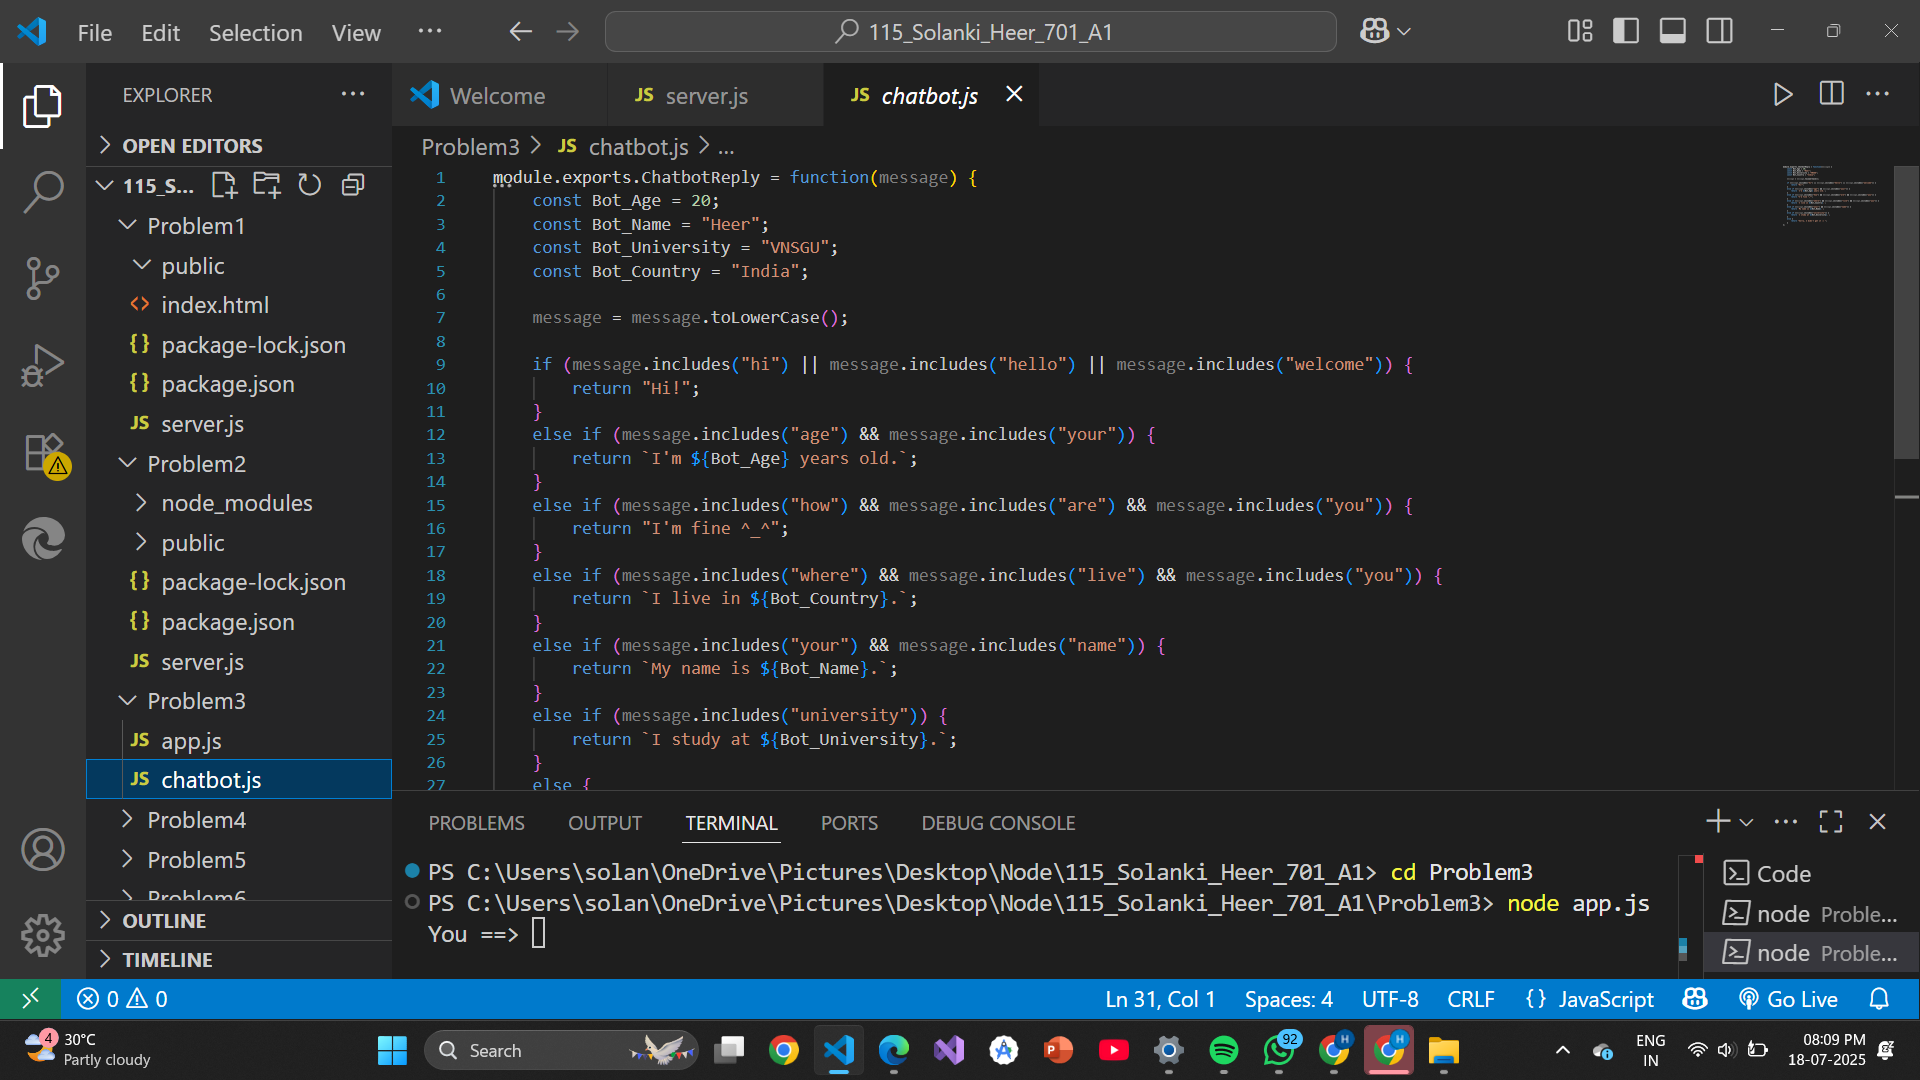 File Edit Selection View ...
115_Solanki_Heer_701_A1
EXPLORER
OPEN EDITORS
115_S...
Problem1
public
index.html
package-lock.json
package.json
server.js
Problem2
node_modules
public
package-lock.json
package.json
server.js
Problem3
JS app.js
JS chatbot.js
Problem4
Problem5
Problem6
OUTLINE
TIMELINE
Welcome
JS server.js
JS chatbot.js
Problem3 > JS chatbot.js > ...
1 module.exports.ChatbotReply = function(message) {
2 const Bot_Age = 20;
3 const Bot_Name = "Heer";
4 const Bot_University = "VNSGU";
5 const Bot_Country = "India";
6
7 message = message.toLowerCase();
8
9 if (message.includes("hi") || message.includes("hello") || message.includes("welcome")) {
10 return "Hi!";
11 }
12 else if (message.includes("age") && message.includes("your")) {
13 return `I'm ${Bot_Age} years old.`;
14 }
15 else if (message.includes("how") && message.includes("are") && message.includes("you")) {
16 return "I'm fine ^_^";
17 }
18 else if (message.includes("where") && message.includes("live") && message.includes("you")) {
19 return `I live in ${Bot_Country}.`;
20 }
21 else if (message.includes("your") && message.includes("name")) {
22 return `My name is ${Bot_Name}.`;
23 }
24 else if (message.includes("university")) {
25 return `I study at ${Bot_University}.`;
26 }
27 else {
PROBLEMS OUTPUT TERMINAL PORTS DEBUG CONSOLE
PS C:\Users\solan\OneDrive\Pictures\Desktop\Node\115_Solanki_Heer_701_A1> cd Problem3
PS C:\Users\solan\OneDrive\Pictures\Desktop\Node\115_Solanki_Heer_701_A1\Problem3> node app.js
You ==>
Code
node Proble...
node Proble...
0 0
Ln 31, Col 1 Spaces: 4 UTF-8 CRLF {} JavaScript Go Live
4
30°C
Partly cloudy
Search
92
ENG
IN
08:09 PM
18-07-2025